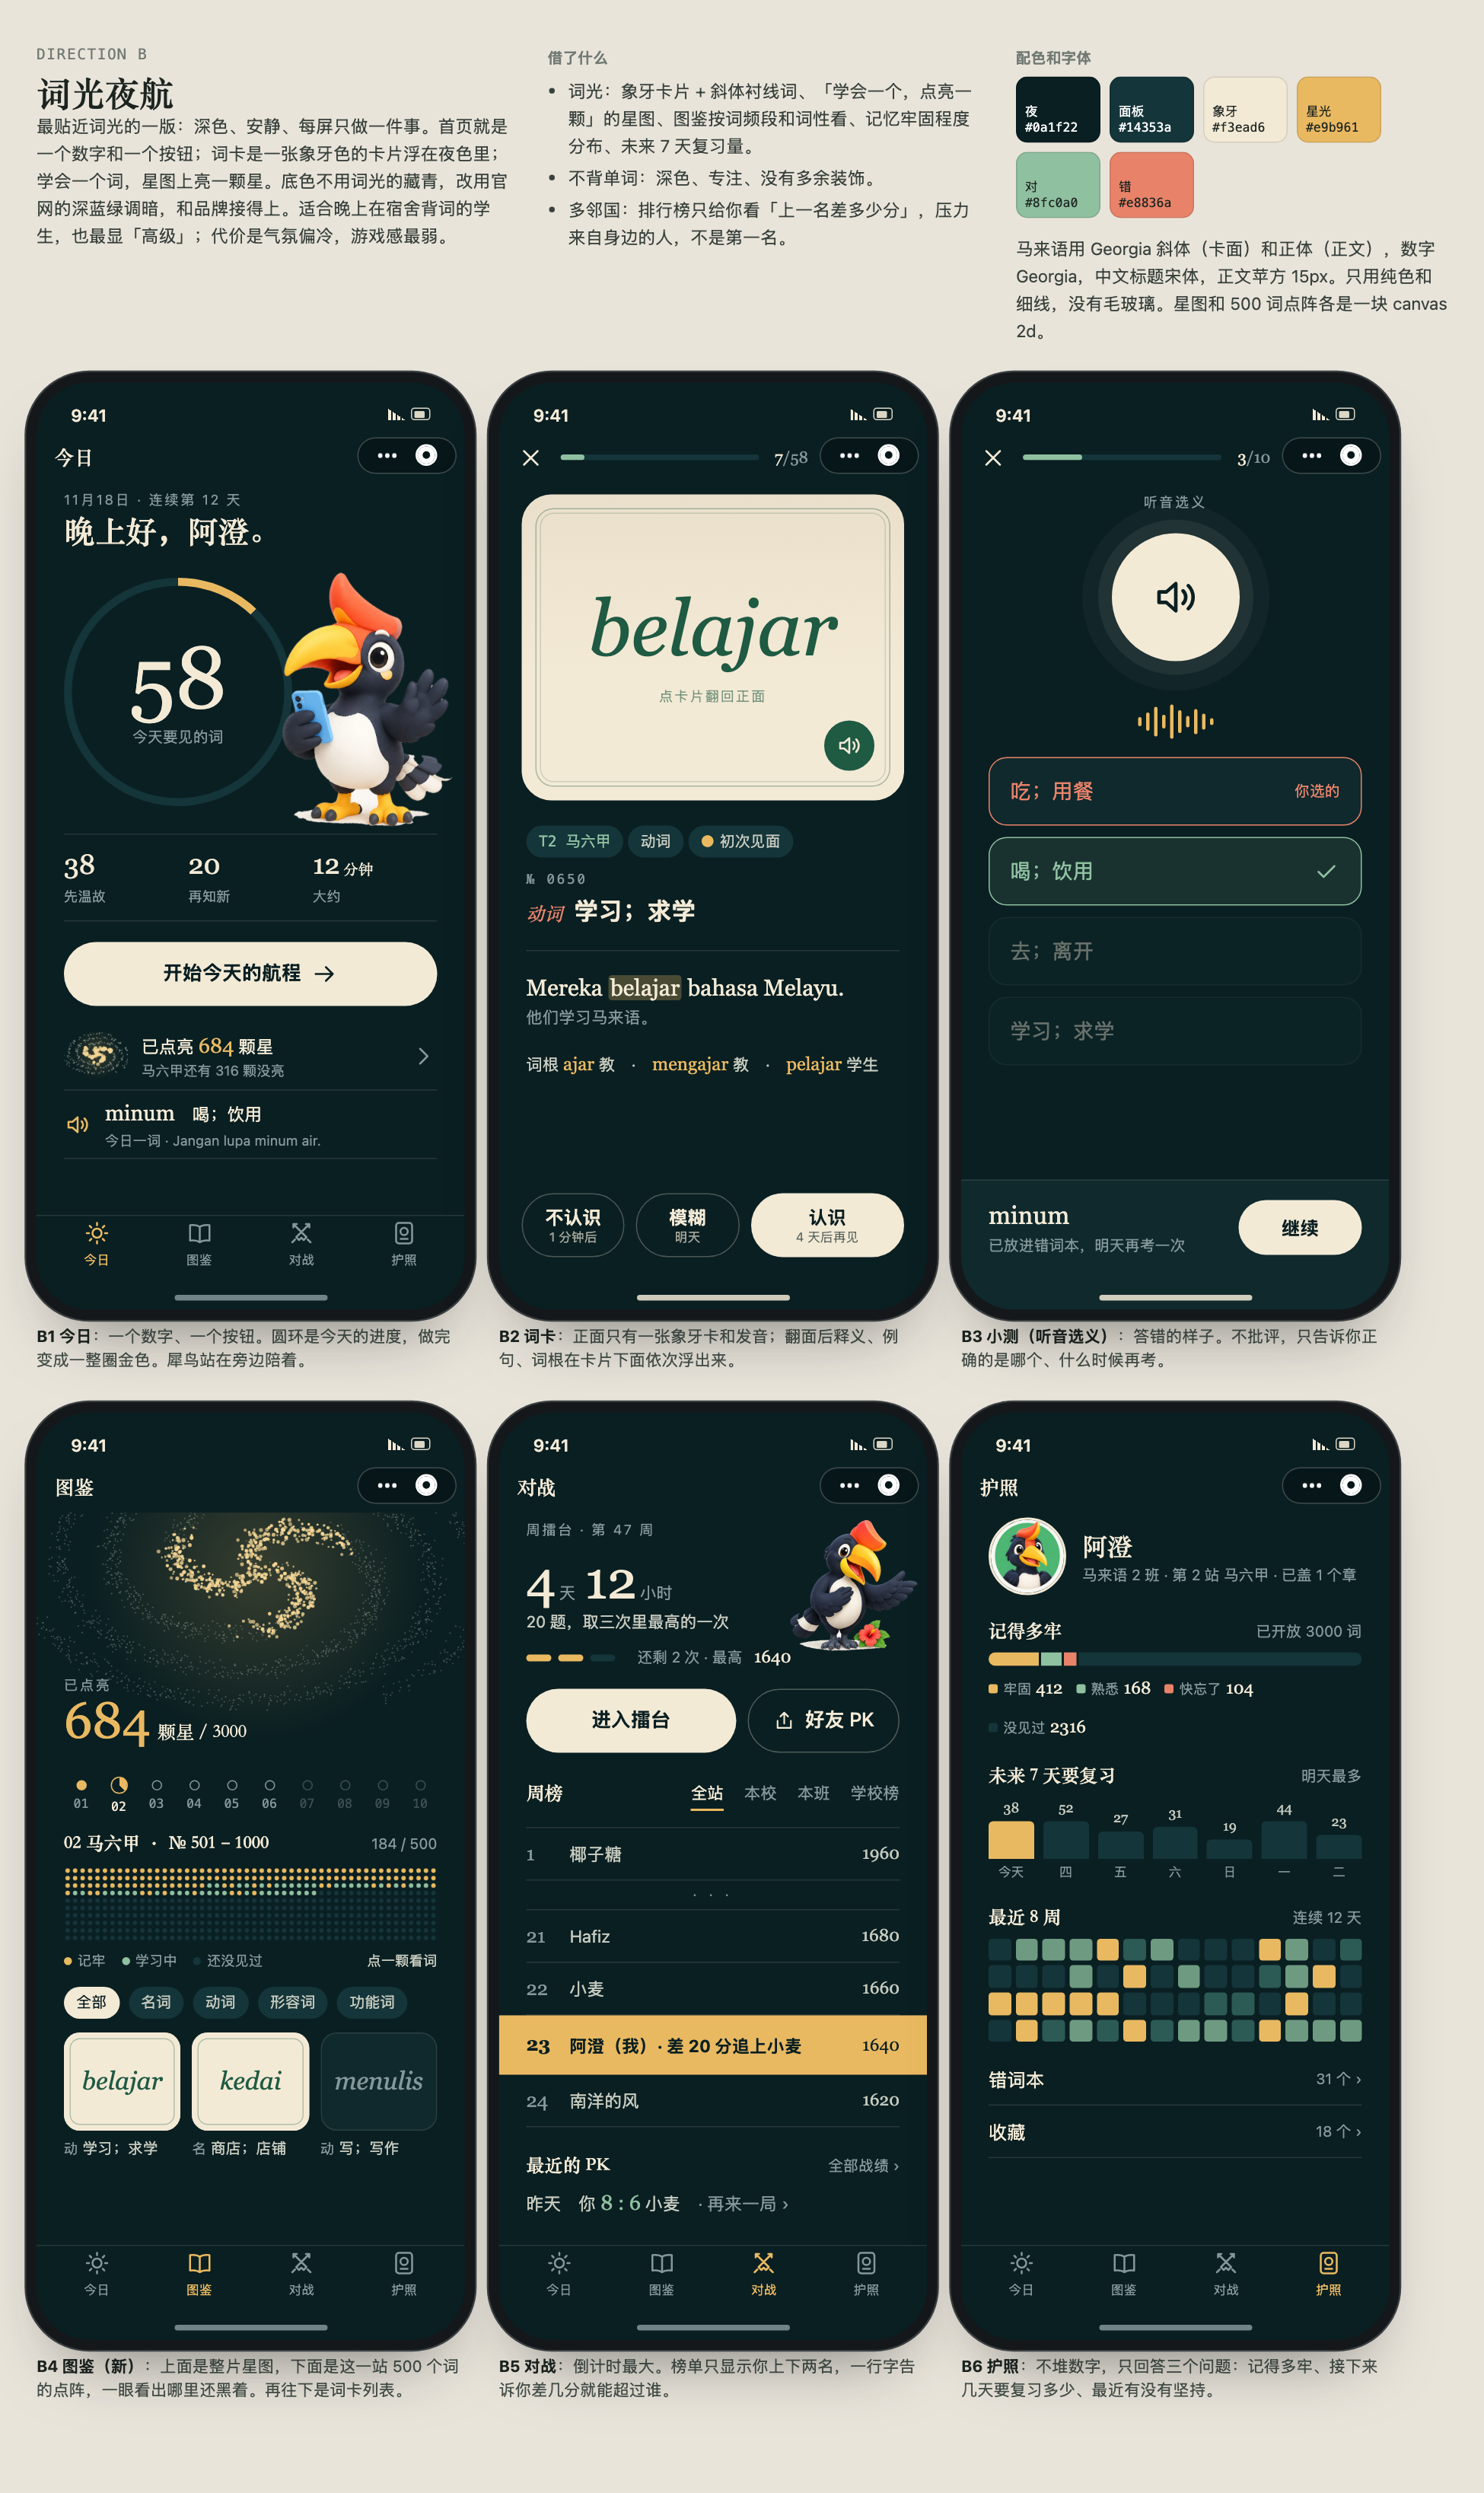 DIRECTION B
词光夜航
最贴近词光的一版：深色、安静、每屏只做一件事。首页就是
一个数字和一个按钮；词卡是一张象牙色的卡片浮在夜色里；
学会一个词，星图上亮一颗星。底色不用词光的藏青，改用官
网的深蓝绿调暗，和品牌接得上。适合晚上在宿舍背词的学
生，也最显「高级」；代价是气氛偏冷，游戏感最弱。
借了什么
• 词光：象牙卡片 + 斜体衬线词、「学会一个，点亮一
颗」的星图、图鉴按词频段和词性看、记忆牢固程度
分布、未来 7 天复习量。
• 不背单词：深色、专注、没有多余装饰。
• 多邻国：排行榜只给你看「上一名差多少分」，压力
来自身边的人，不是第一名。
配色和字体
夜
#0a1f22
面板
#14353a
象牙
#f3ead6
星光
#e9b961
对
#8fc0a0
错
#e8836a
马来语用 Georgia 斜体（卡面）和正体（正文），数字
Georgia，中文标题宋体，正文苹方 15px。只用纯色和
细线，没有毛玻璃。星图和 500 词点阵各是一块 canvas
2d。
9:41
今日
11月18日 · 连续第 12 天
晚上好，阿澄。
58
今天要见的词
38
先温故
20
再知新
12 分钟
大约
开始今天的航程 →
已点亮 684 颗星
马六甲还有 316 颗没亮
minum 喝；饮用
今日一词 · Jangan lupa minum air.
今日
图鉴
对战
护照
B1 今日：一个数字、一个按钮。圆环是今天的进度，做完
变成一整圈金色。犀鸟站在旁边陪着。
9:41
7/58
belajar
点卡片翻回正面
T2 马六甲
动词
初次见面
№ 0650
动词 学习；求学
Mereka belajar bahasa Melayu.
他们学习马来语。
词根 ajar 教 · mengajar 教 · pelajar 学生
不认识
1 分钟后
模糊
明天
认识
4 天后再见
B2 词卡：正面只有一张象牙卡和发音；翻面后释义、例
句、词根在卡片下面依次浮出来。
9:41
3/10
听音选义
吃；用餐
你选的
喝；饮用
去；离开
学习；求学
minum
已放进错词本，明天再考一次
继续
B3 小测（听音选义）：答错的样子。不批评，只告诉你正
确的是哪个、什么时候再考。
9:41
图鉴
已点亮
684 颗星 / 3000
01
02
03
04
05
06
07
08
09
10
02 马六甲 · № 501 – 1000
184 / 500
记牢
学习中
还没见过
点一颗看词
全部
名词
动词
形容词
功能词
belajar
kedai
menulis
动 学习；求学
名 商店；店铺
动 写；写作
今日
图鉴
对战
护照
B4 图鉴（新）：上面是整片星图，下面是这一站 500 个词
的点阵，一眼看出哪里还黑着。再往下是词卡列表。
9:41
对战
周擂台 · 第 47 周
4 天 12 小时
20 题，取三次里最高的一次
还剩 2 次 · 最高 1640
进入擂台
好友 PK
周榜
全站
本校
本班
学校榜
1 椰子糖 1960
· · ·
21 Hafiz 1680
22 小麦 1660
23 阿澄（我）· 差 20 分追上小麦 1640
24 南洋的风 1620
最近的 PK
全部战绩 ›
昨天 你 8 : 6 小麦 · 再来一局 ›
今日
图鉴
对战
护照
B5 对战：倒计时最大。榜单只显示你上下两名，一行字告
诉你差几分就能超过谁。
9:41
护照
阿澄
马来语 2 班 · 第 2 站 马六甲 · 已盖 1 个章
记得多牢
已开放 3000 词
牢固 412
熟悉 168
快忘了 104
没见过 2316
未来 7 天要复习
明天最多
38
52
27
31
19
44
23
今天
四
五
六
日
一
二
最近 8 周
连续 12 天
错词本
31 个 ›
收藏
18 个 ›
今日
图鉴
对战
护照
B6 护照：不堆数字，只回答三个问题：记得多牢、接下来
几天要复习多少、最近有没有坚持。